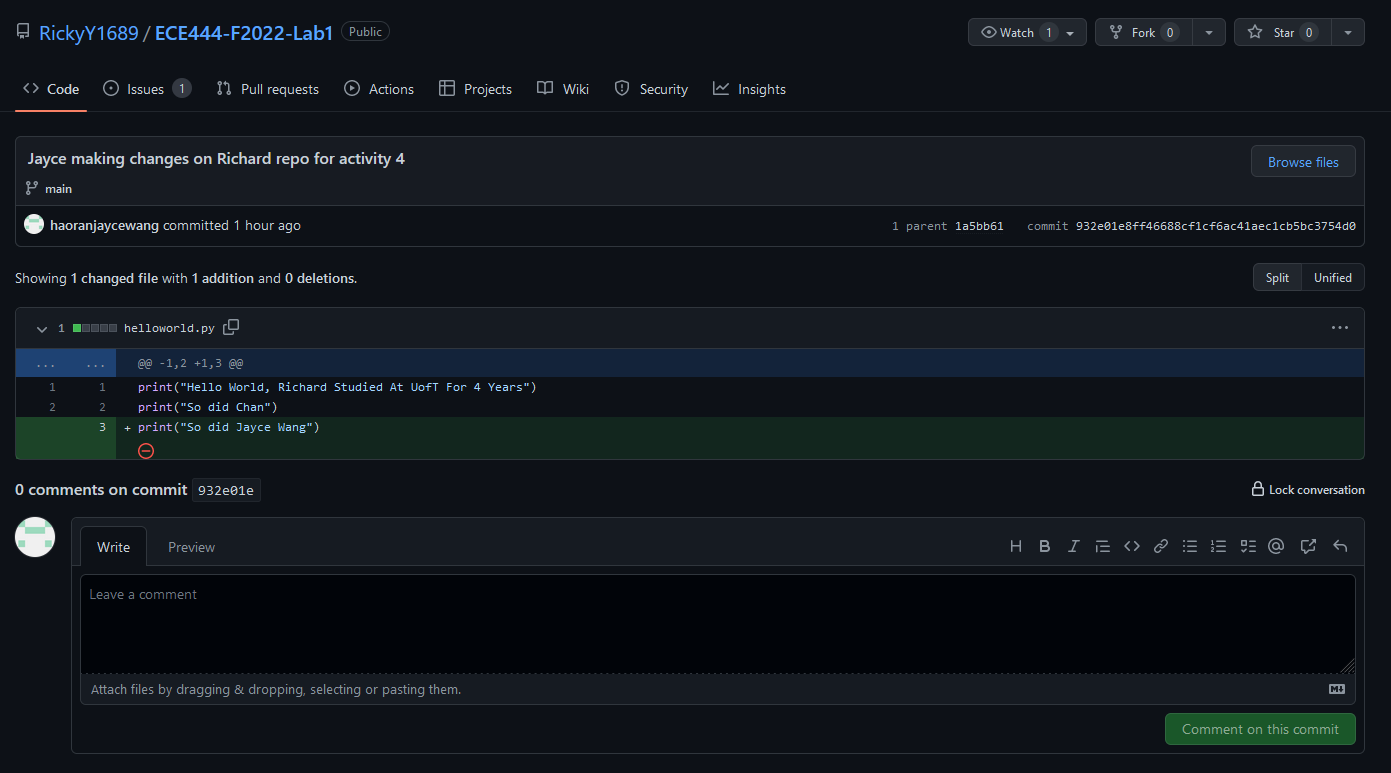 RickyY1689 / ECE444-F2022-Lab1 Public
Watch 1 Fork 0 Star 0
Code Issues 1 Pull requests Actions Projects Wiki Security Insights
Jayce making changes on Richard repo for activity 4
Browse files
main
haoranjaycewang committed 1 hour ago
1 parent 1a5bb61 commit 932e01e8ff46688cf1cf6ac41aec1cb5bc3754d0
Showing 1 changed file with 1 addition and 0 deletions.
Split Unified
1 helloworld.py ...
... ... @@ -1,2 +1,3 @@
1 1 print("Hello World, Richard Studied At UofT For 4 Years")
2 2 print("So did Chan")
3 + print("So did Jayce Wang")
0 comments on commit 932e01e
Lock conversation
Write Preview
Leave a comment
Attach files by dragging & dropping, selecting or pasting them.
Comment on this commit